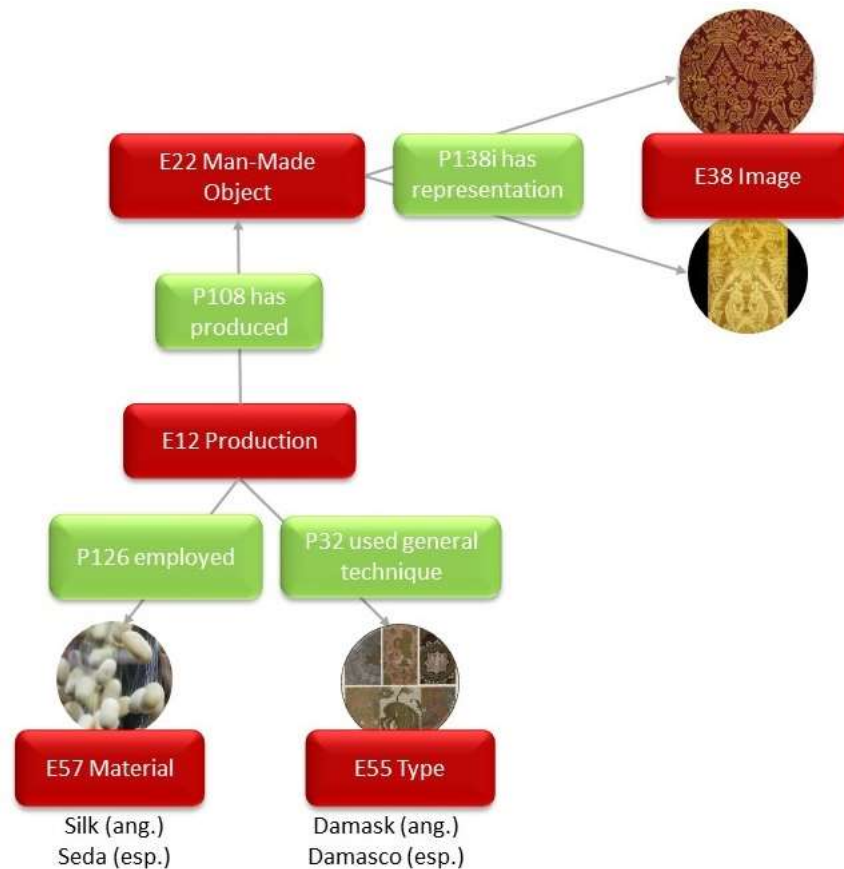 E22 Man-Made
Object
P138i has
representation
E38 Image
P108 has
produced
E12 Production
P126 employed
P32 used general
technique
E57 Material
E55 Type
Silk (ang.)
Seda (esp.)
Damask (ang.)
Damasco (esp.)